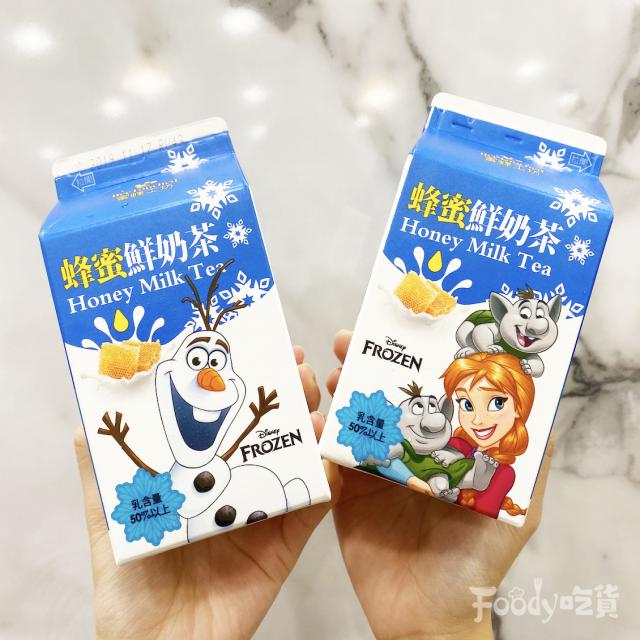 蜂蜜鮮奶茶
Honey Milk Tea
Disney
FROZEN
乳含量
50%以上
蜂蜜鮮奶茶
Honey Milk Tea
Disney
FROZEN
乳含量
50%以上
Foody吃貨